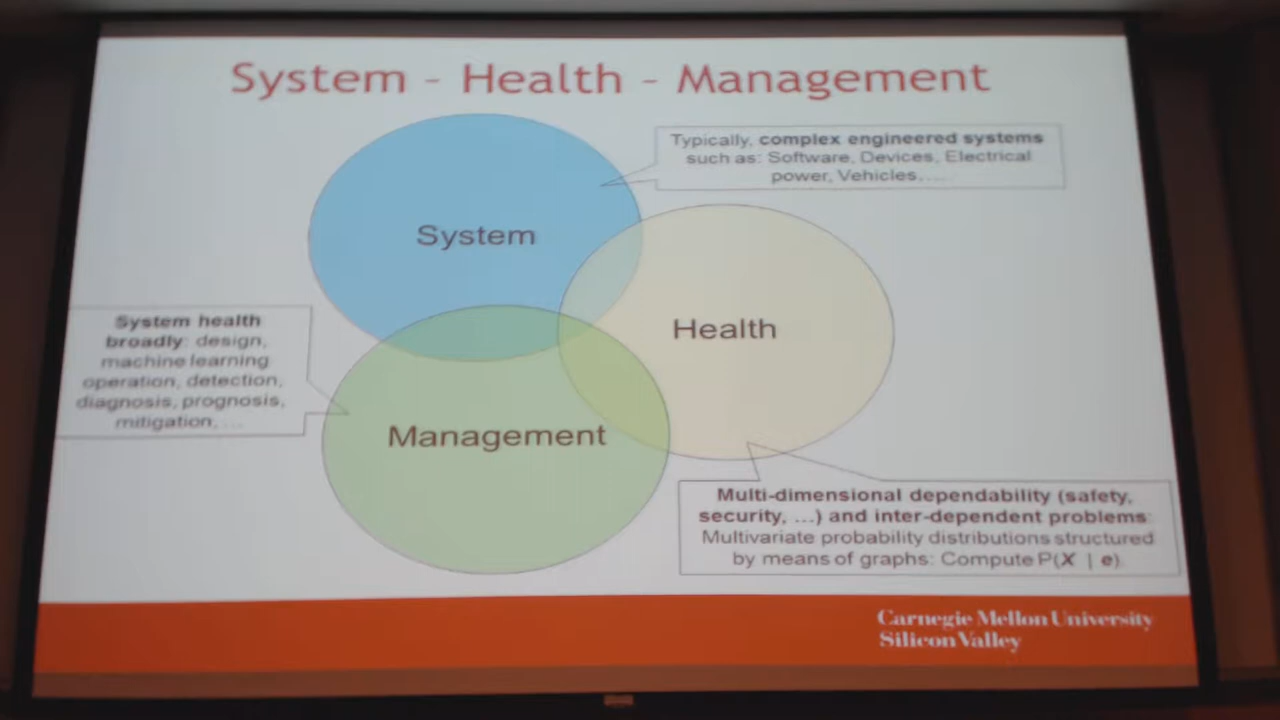 System - Health - Management
Typically, complex engineered systems
such as: Software, Devices, Electrical
power, Vehicles.....
System
Health
System health
broadly: design,
machine learning
operation, detection,
diagnosis, prognosis,
mitigation, ...
Management
Multi-dimensional dependability (safety,
security, ...) and inter-dependent problems:
Multivariate probability distributions structured
by means of graphs: Compute P(X | e)
Carnegie Mellon University
Silicon Valley